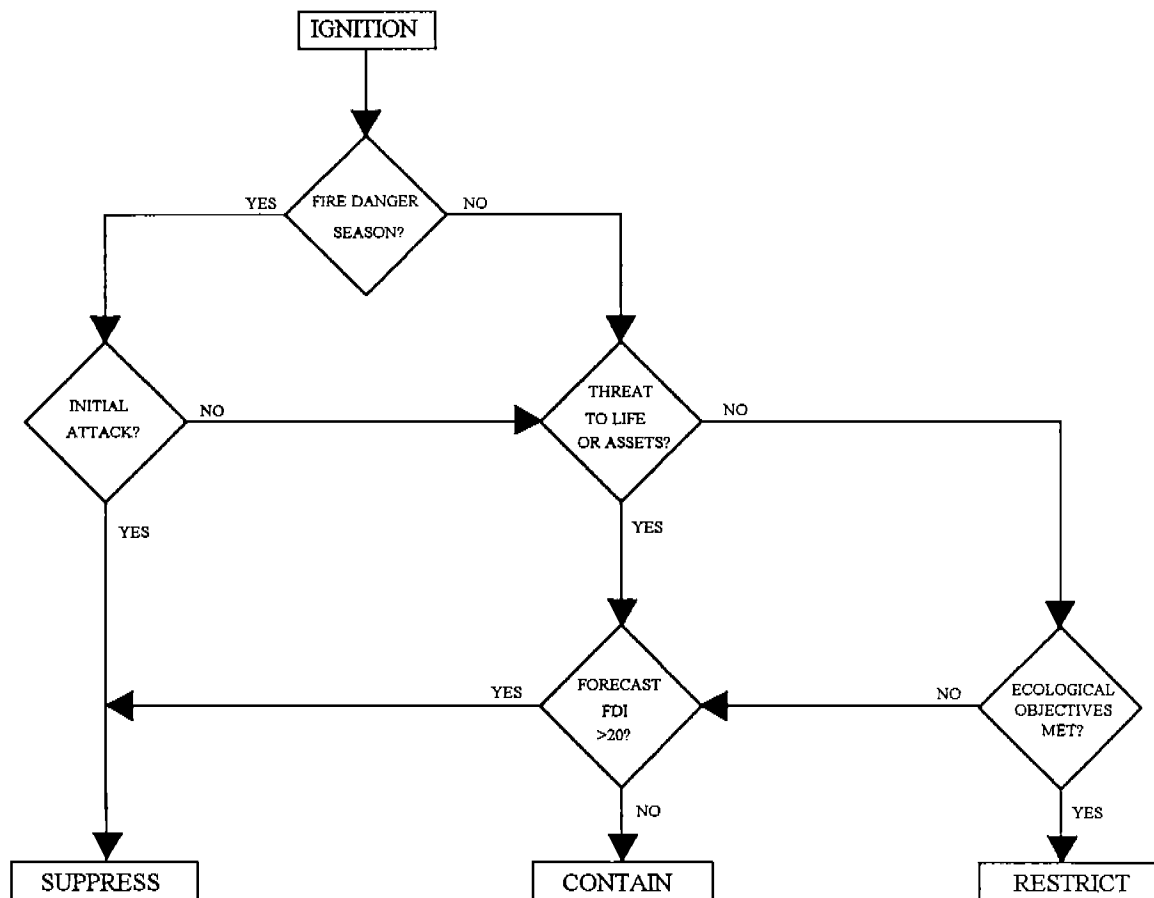 IGNITION
YES
FIRE DANGER
SEASON?
NO
INITIAL
ATTACK?
NO
THREAT
TO LIFE
OR ASSETS?
NO
YES
YES
YES
FORECAST
FDI
>20?
NO
ECOLOGICAL
OBJECTIVES
MET?
NO
YES
SUPPRESS
CONTAIN
RESTRICT